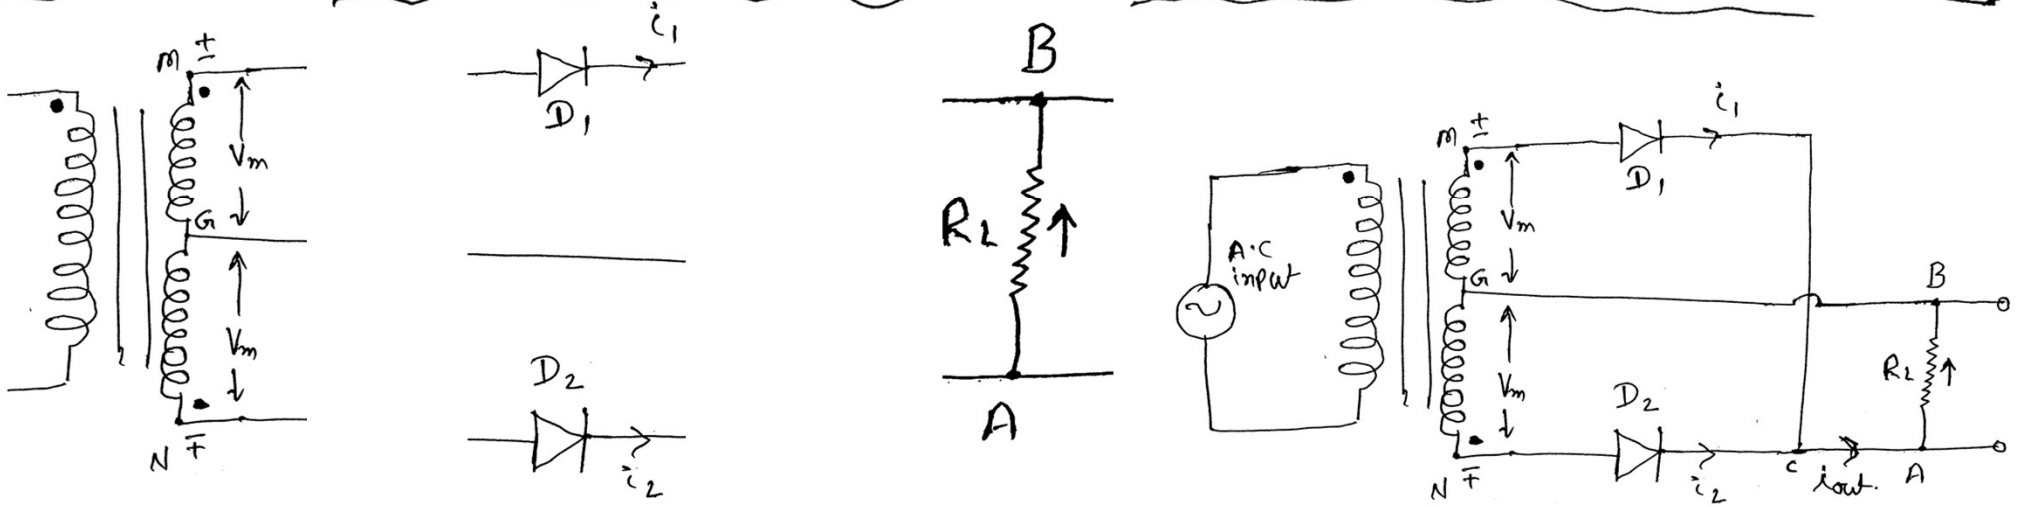 M ±
Vm
G
Vm
N ∓
i1
D1
D2
i2
B
RL
A
A.C
input
M ±
Vm
G
Vm
N ∓
i1
D1
D2
i2
C
iout.
B
RL
A